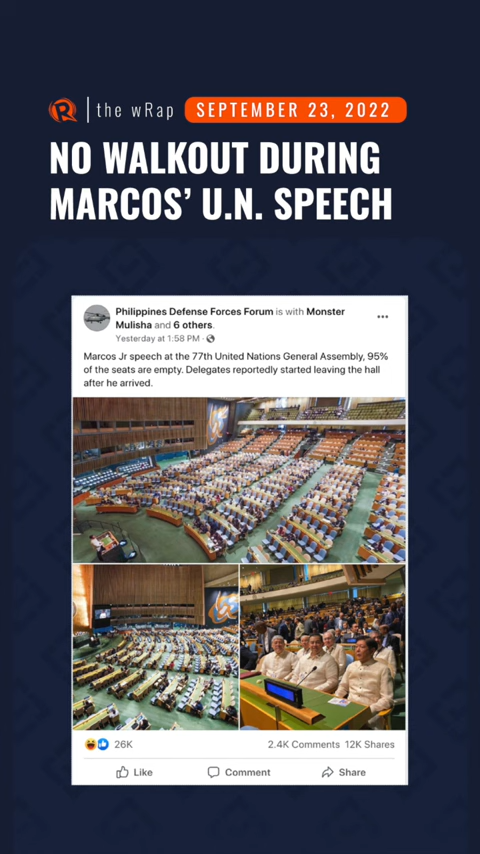 R the wRap SEPTEMBER 23, 2022
NO WALKOUT DURING
MARCOS' U.N. SPEECH
Philippines Defense Forces Forum is with Monster
Mulisha and 6 others.
Yesterday at 1:58 PM ·
Marcos Jr speech at the 77th United Nations General Assembly, 95%
of the seats are empty. Delegates reportedly started leaving the hall
after he arrived.
26K 2.4K Comments 12K Shares
Like Comment Share